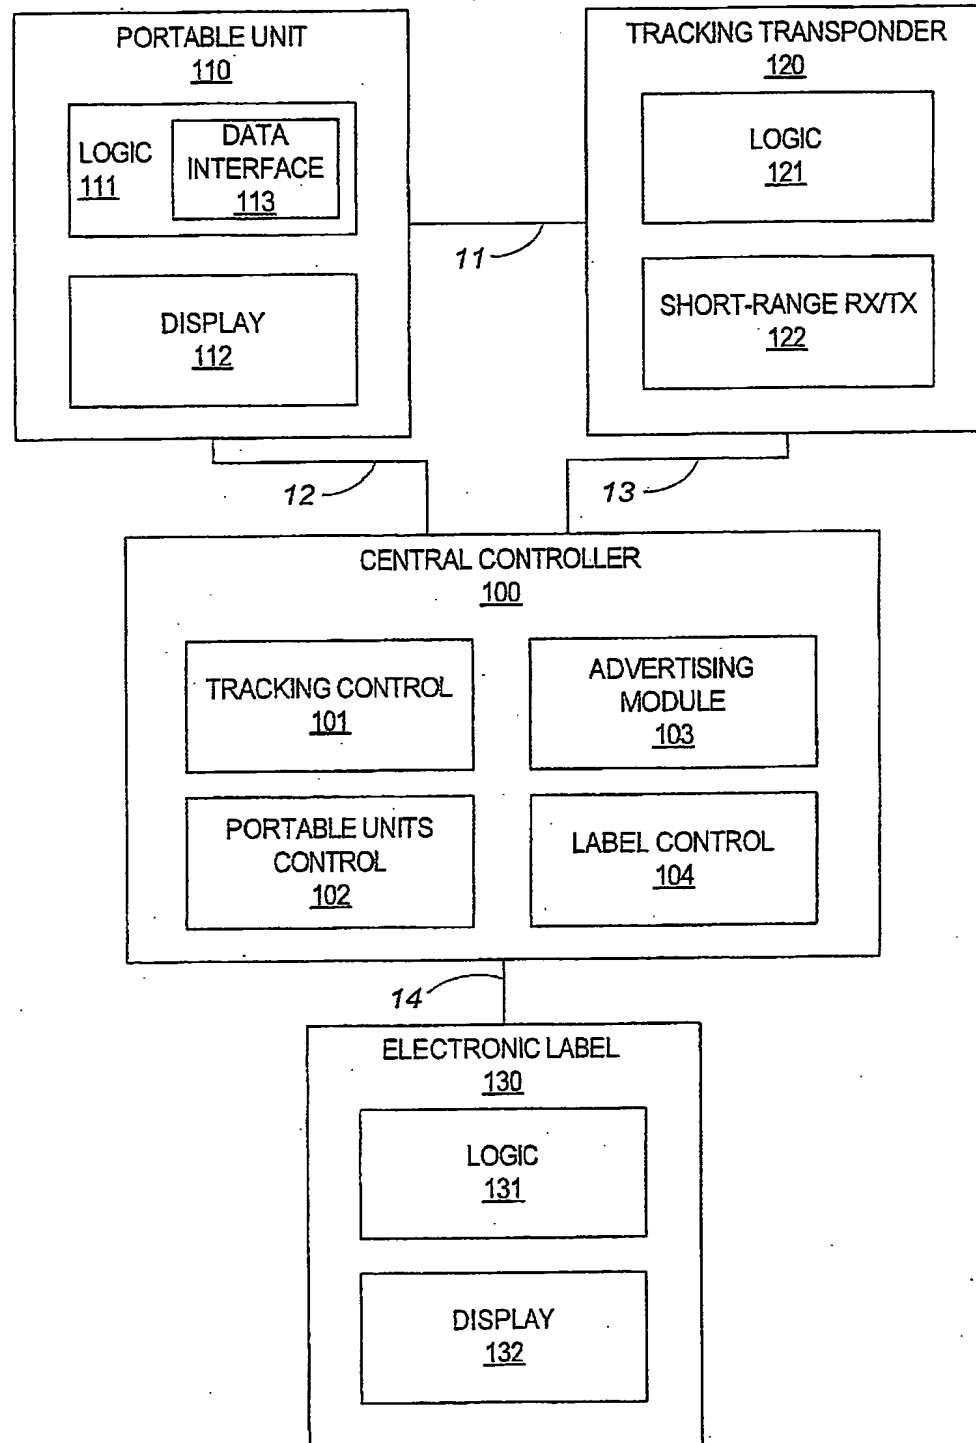 PORTABLE UNIT
110
LOGIC
111
DATA
INTERFACE
113
DISPLAY
112
TRACKING TRANSPONDER
120
LOGIC
121
SHORT-RANGE RX/TX
122
11
12
13
CENTRAL CONTROLLER
100
TRACKING CONTROL
101
ADVERTISING
MODULE
103
PORTABLE UNITS
CONTROL
102
LABEL CONTROL
104
14
ELECTRONIC LABEL
130
LOGIC
131
DISPLAY
132